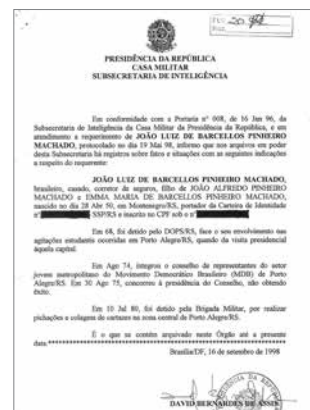 20
PRESIDÊNCIA DA REPÚBLICA
CASA MILITAR
SUBSECRETARIA DE INTELIGÊNCIA
Em conformidade com a Portaria nº 008, de 16 Jan 96, da
Subsecretaria de Inteligência da Casa Militar da Presidência da República, e em
atendimento a requerimento de JOÃO LUIZ DE BARCELLOS PINHEIRO
MACHADO, protocolado no dia 19 Mai 98, informo que nos arquivos em poder
desta Subsecretaria há registros sobre fatos e situações com as seguintes indicações
a respeito do requerente:
JOÃO LUIZ DE BARCELLOS PINHEIRO MACHADO,
brasileiro, casado, corretor de seguros, filho de JOÃO ALFREDO PINHEIRO
MACHADO e EMMA MARIA DE BARCELLOS PINHEIRO MACHADO,
nascido no dia 28 Abr 50, em Montenegro/RS, portador da Carteira de Identidade
nº SSP/RS e inscrito no CPF sob o nº
Em 68, foi detido pelo DOPS/RS, face o seu envolvimento nas
agitações estudantis ocorridas em Porto Alegre/RS, quando da visita presidencial
àquela capital.
Em Ago 74, integrou o conselho de representantes do setor
jovem metropolitano do Movimento Democrático Brasileiro (MDB) de Porto
Alegre/RS. Em 30 Ago 75, concorreu à presidência do Conselho, não obtendo
êxito.
Em 10 Jul 80, foi detido pela Brigada Militar, por realizar
pichações e colagem de cartazes na zona central de Porto Alegre/RS.
É o que se contém arquivado neste Órgão até a presente
data.
Brasília/DF, 16 de setembro de 1998
DAVID BERNARDES DE ASSIS